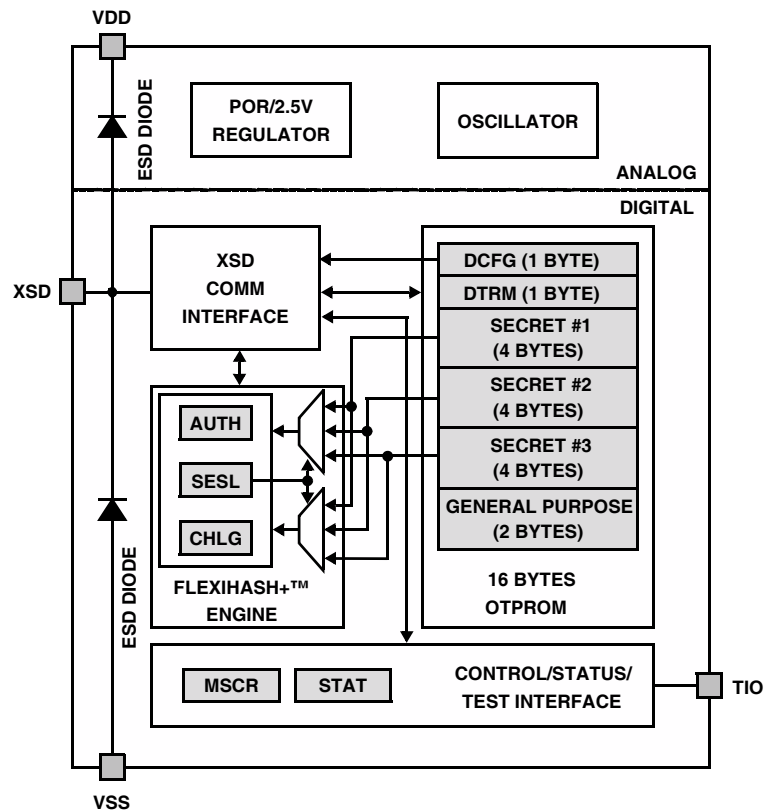 VDD
ESD DIODE
POR/2.5V
REGULATOR
OSCILLATOR
ANALOG
DIGITAL
XSD
XSD
COMM
INTERFACE
DCFG (1 BYTE)
DTRM (1 BYTE)
SECRET #1
(4 BYTES)
SECRET #2
(4 BYTES)
SECRET #3
(4 BYTES)
GENERAL PURPOSE
(2 BYTES)
16 BYTES
OTPROM
AUTH
SESL
CHLG
FLEXIHASH+™
ENGINE
ESD DIODE
MSCR
STAT
CONTROL/STATUS/
TEST INTERFACE
TIO
VSS